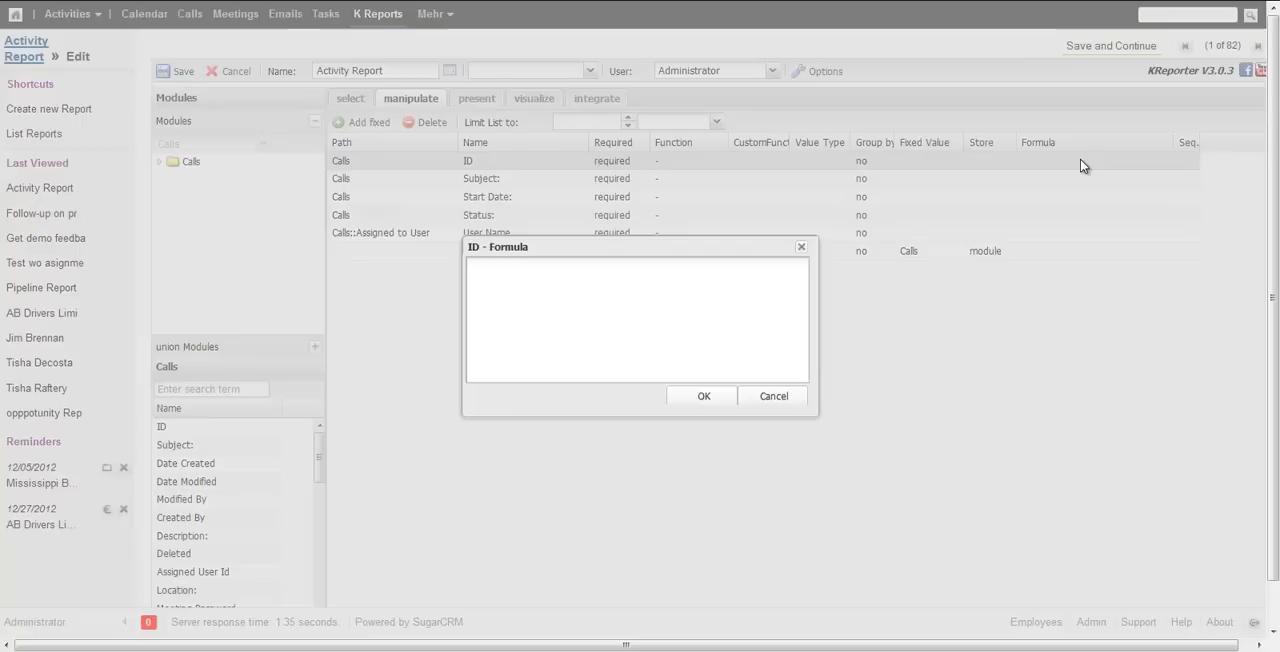 Activities Calendar Calls Meetings Emails Tasks K Reports Mehr
Activity Report » Edit
Save and Continue (1 of 82)
Save Cancel Name: Activity Report User: Administrator Options KReporter V3.0.3
Shortcuts
Create new Report
List Reports
Last Viewed
Activity Report
Follow-up on pr
Get demo feedba
Test wo asignme
Pipeline Report
AB Drivers Limi
Jim Brennan
Tisha Decosta
Tisha Raftery
opppotunity Rep
Reminders
12/05/2012
Mississippi B...
12/27/2012
AB Drivers Li...
Modules
Modules
Calls
Calls
union Modules
Calls
Enter search term
Name
ID
Subject:
Date Created
Date Modified
Modified By
Created By
Description:
Deleted
Assigned User Id
Location:
Meeting Password
select manipulate present visualize integrate
Add fixed Delete Limit List to:
Path Name Required Function CustomFunct Value Type Group by Fixed Value Store Formula Seq.
Calls ID required - no
Calls Subject: required - no
Calls Start Date: required - no
Calls Status: required - no
Calls::Assigned to User User Name required - no
no Calls module
ID - Formula
OK Cancel
Administrator 0 Server response time: 1.35 seconds. Powered by SugarCRM Employees Admin Support Help About